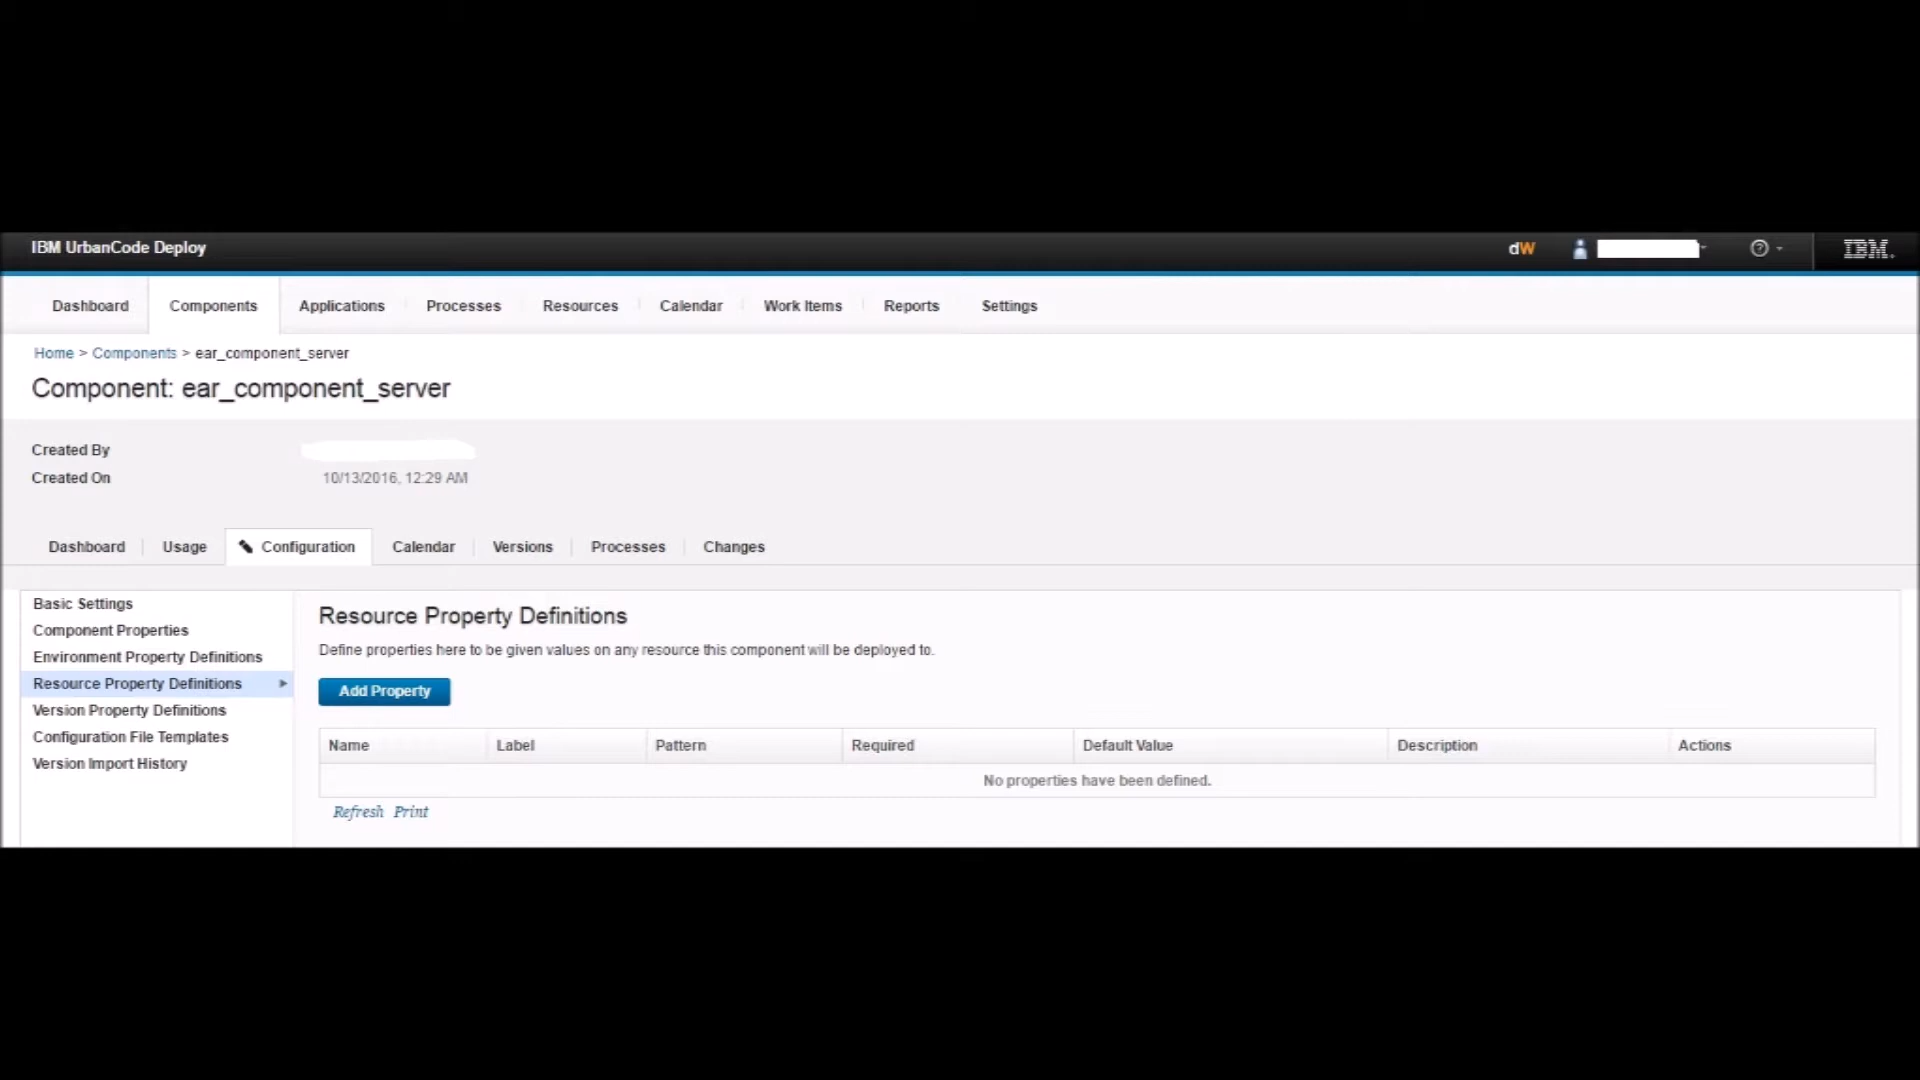 IBM UrbanCode Deploy
dW
IBM.
Dashboard Components Applications Processes Resources Calendar Work Items Reports Settings
Home > Components > ear_component_server
Component: ear_component_server
Created By
Created On 10/13/2016, 12:29 AM
Dashboard Usage Configuration Calendar Versions Processes Changes
Basic Settings
Component Properties
Environment Property Definitions
Resource Property Definitions
Version Property Definitions
Configuration File Templates
Version Import History
Resource Property Definitions
Define properties here to be given values on any resource this component will be deployed to.
Add Property
Name Label Pattern Required Default Value Description Actions
No properties have been defined.
Refresh Print